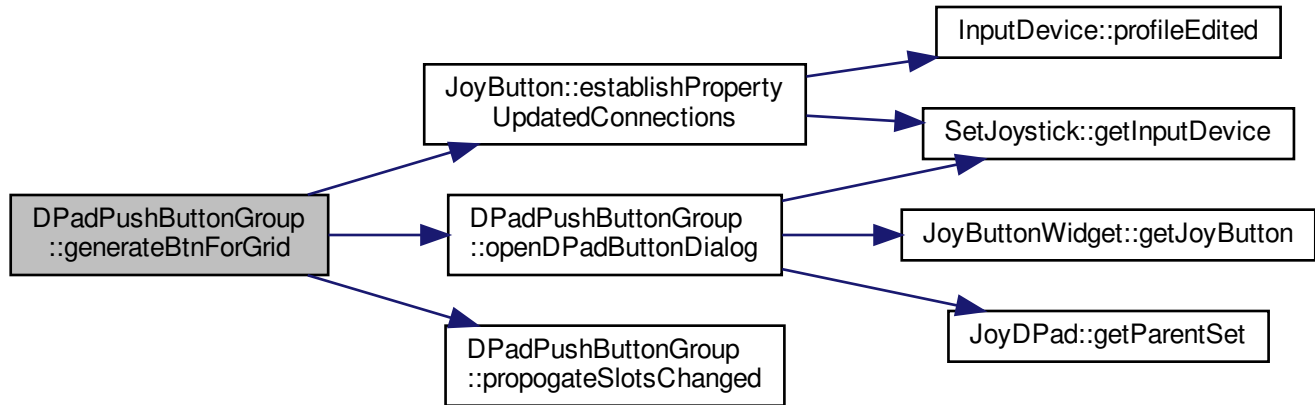 DPadPushButtonGroup
::generateBtnForGrid
JoyButton::establishProperty
UpdatedConnections
InputDevice::profileEdited
SetJoystick::getInputDevice
DPadPushButtonGroup
::openDPadButtonDialog
JoyButtonWidget::getJoyButton
JoyDPad::getParentSet
DPadPushButtonGroup
::propogateSlotsChanged